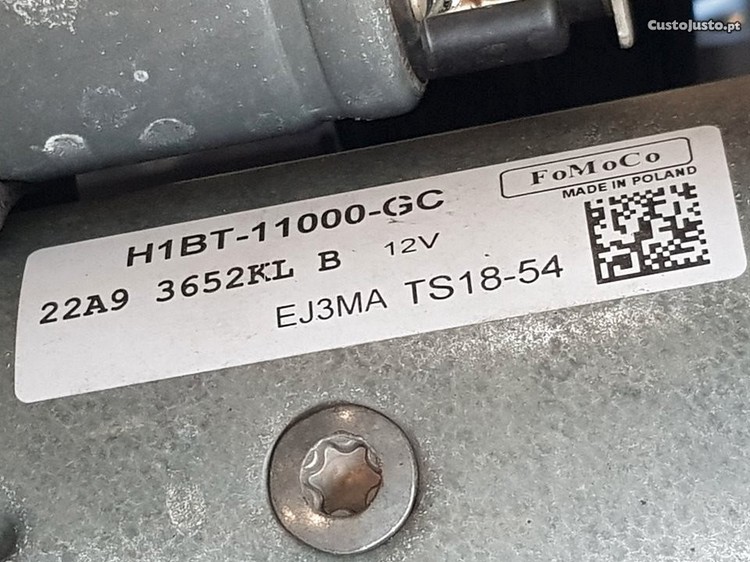 CustoJusto.pt
FoMoCo
MADE IN POLAND
H1BT-11000-GC
22A9 3652KL B 12V
EJ3MA TS18-54